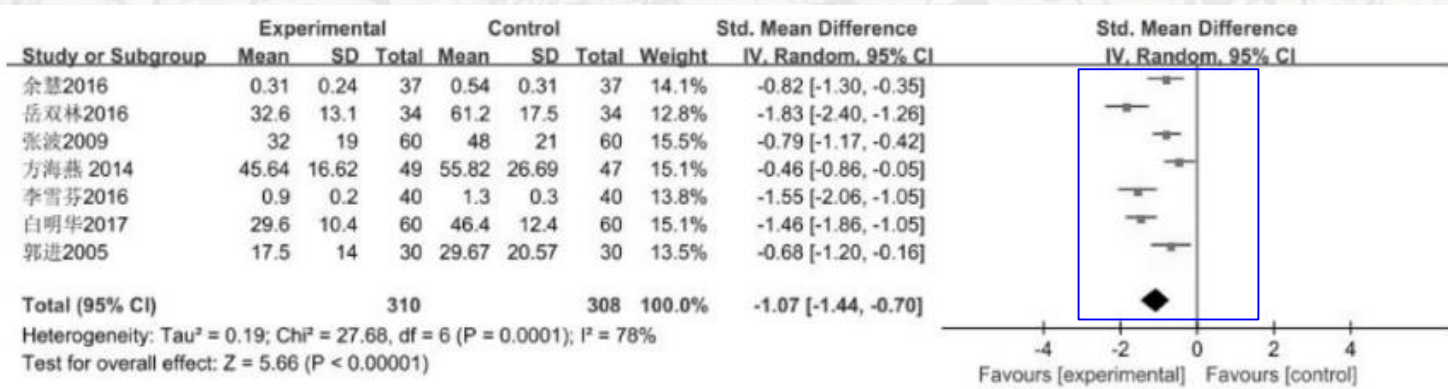 Experimental Control Std. Mean Difference Std. Mean Difference
Study or Subgroup Mean SD Total Mean SD Total Weight IV, Random, 95% CI IV, Random, 95% CI
余慧2016 0.31 0.24 37 0.54 0.31 37 14.1% -0.82 [-1.30, -0.35]
岳双林2016 32.6 13.1 34 61.2 17.5 34 12.8% -1.83 [-2.40, -1.26]
张波2009 32 19 60 48 21 60 15.5% -0.79 [-1.17, -0.42]
方海燕 2014 45.64 16.62 49 55.82 26.69 47 15.1% -0.46 [-0.86, -0.05]
李雪芬2016 0.9 0.2 40 1.3 0.3 40 13.8% -1.55 [-2.06, -1.05]
白明华2017 29.6 10.4 60 46.4 12.4 60 15.1% -1.46 [-1.86, -1.05]
郭进2005 17.5 14 30 29.67 20.57 30 13.5% -0.68 [-1.20, -0.16]
Total (95% CI) 310 308 100.0% -1.07 [-1.44, -0.70]
Heterogeneity: Tau² = 0.19; Chi² = 27.68, df = 6 (P = 0.0001); I² = 78%
Test for overall effect: Z = 5.66 (P < 0.00001)
-4 -2 0 2 4
Favours [experimental] Favours [control]